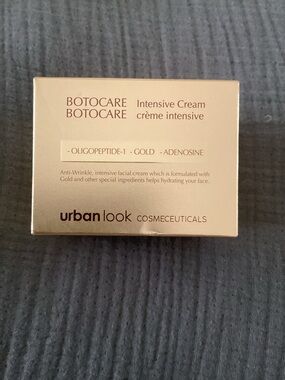 BOTOCARE Intensive Cream
BOTOCARE crème intensive
- OLIGOPEPTIDE-1 - GOLD - ADENOSINE
Anti-Wrinkle, intensive facial cream which is formulated with
Gold and other special ingredients helps hydrating your face.
urban look COSMECEUTICALS